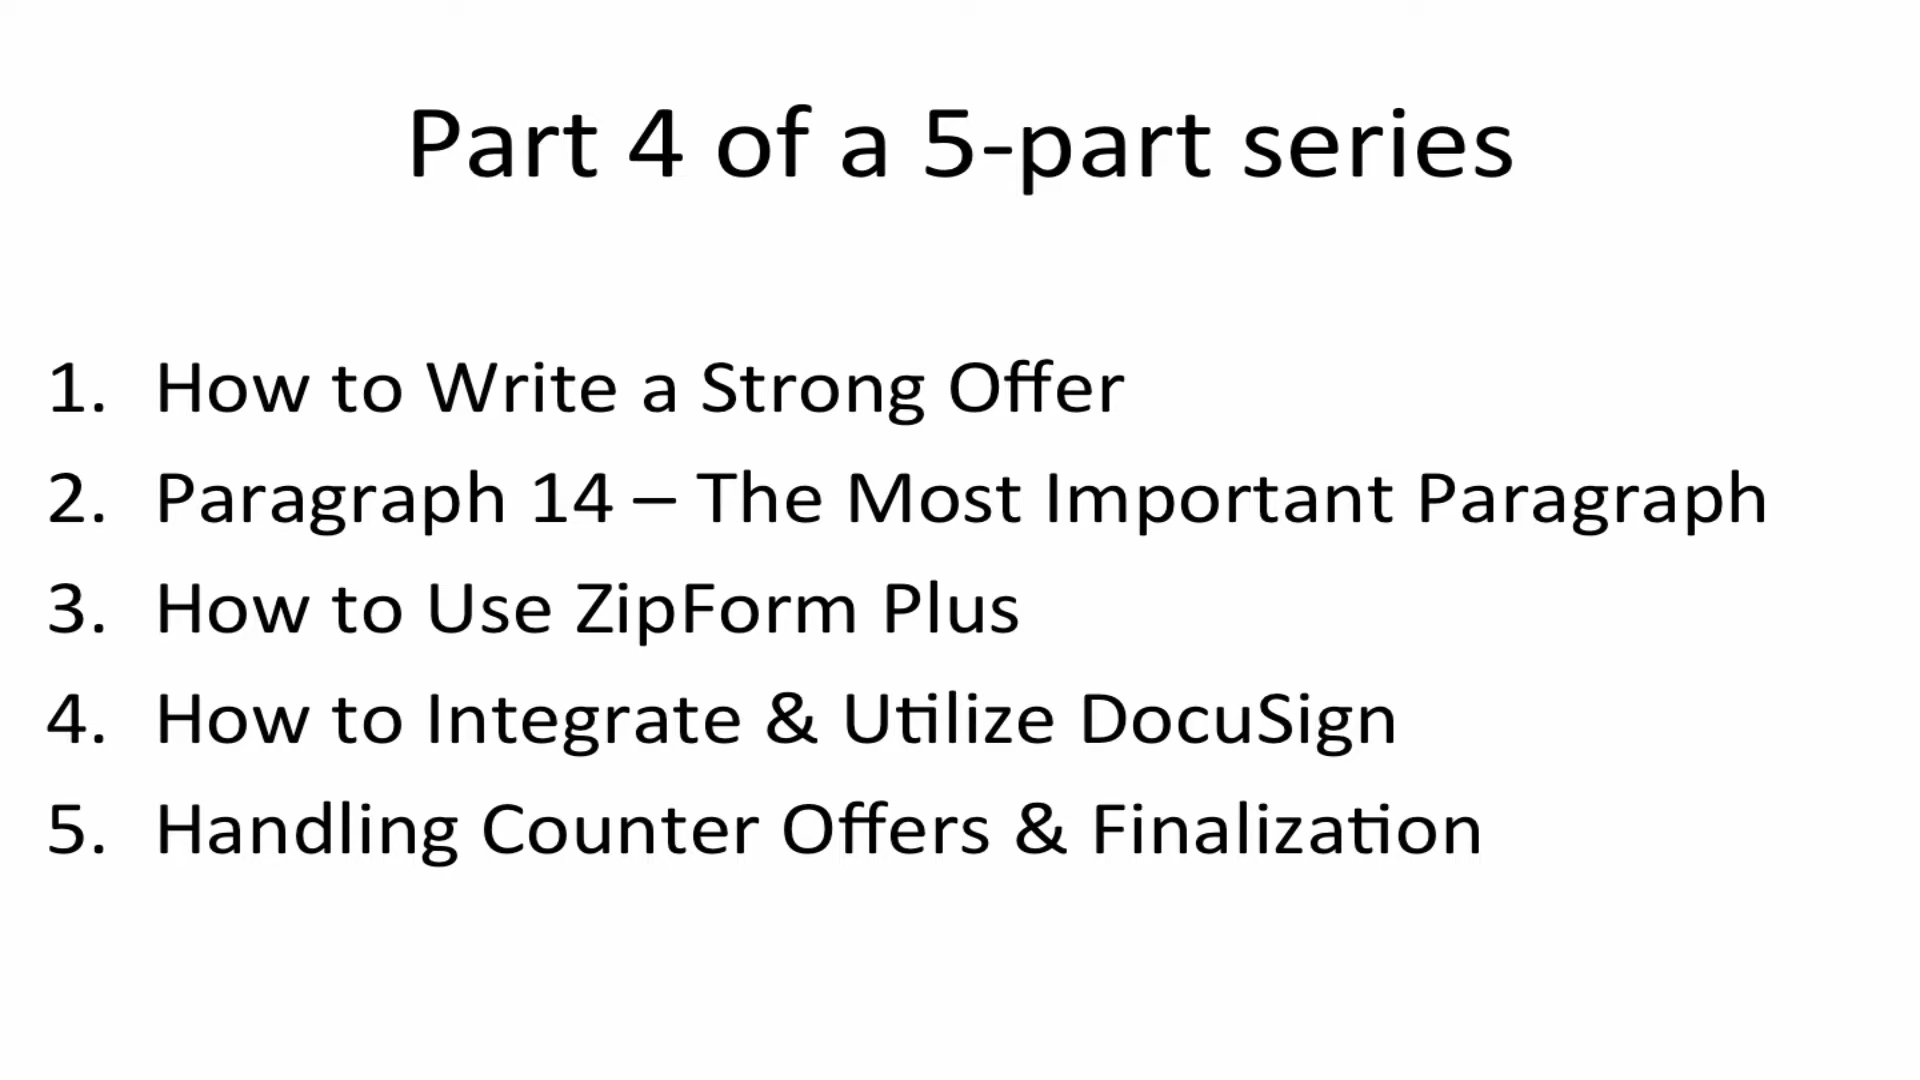 Part 4 of a 5-part series
1. How to Write a Strong Offer
2. Paragraph 14 – The Most Important Paragraph
3. How to Use ZipForm Plus
4. How to Integrate & Utilize DocuSign
5. Handling Counter Offers & Finalization